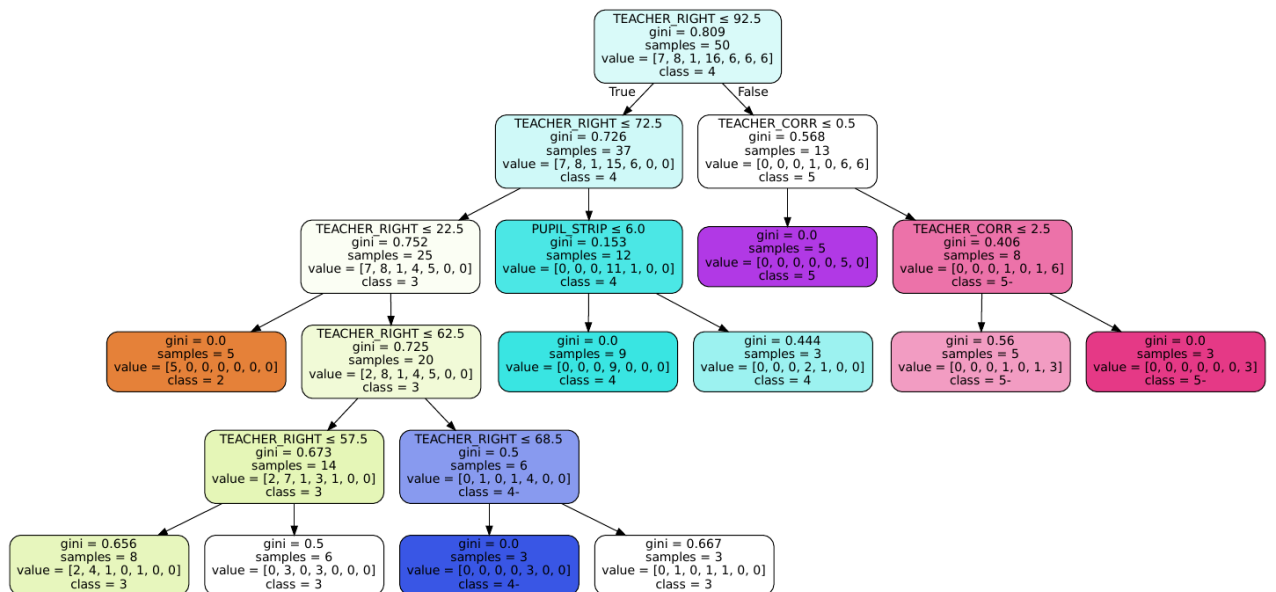 TEACHER_RIGHT ≤ 92.5
gini = 0.809
samples = 50
value = [7, 8, 1, 16, 6, 6, 6]
class = 4
True
False
TEACHER_RIGHT ≤ 72.5
gini = 0.726
samples = 37
value = [7, 8, 1, 15, 6, 0, 0]
class = 4
TEACHER_CORR ≤ 0.5
gini = 0.568
samples = 13
value = [0, 0, 0, 1, 0, 6, 6]
class = 5
TEACHER_RIGHT ≤ 22.5
gini = 0.752
samples = 25
value = [7, 8, 1, 4, 5, 0, 0]
class = 3
PUPIL_STRIP ≤ 6.0
gini = 0.153
samples = 12
value = [0, 0, 0, 11, 1, 0, 0]
class = 4
gini = 0.0
samples = 5
value = [0, 0, 0, 0, 0, 5, 0]
class = 5
TEACHER_CORR ≤ 2.5
gini = 0.406
samples = 8
value = [0, 0, 0, 1, 0, 1, 6]
class = 5-
gini = 0.0
samples = 5
value = [5, 0, 0, 0, 0, 0, 0]
class = 2
TEACHER_RIGHT ≤ 62.5
gini = 0.725
samples = 20
value = [2, 8, 1, 4, 5, 0, 0]
class = 3
gini = 0.0
samples = 9
value = [0, 0, 0, 9, 0, 0, 0]
class = 4
gini = 0.444
samples = 3
value = [0, 0, 0, 2, 1, 0, 0]
class = 4
gini = 0.56
samples = 5
value = [0, 0, 0, 1, 0, 1, 3]
class = 5-
gini = 0.0
samples = 3
value = [0, 0, 0, 0, 0, 0, 3]
class = 5-
TEACHER_RIGHT ≤ 57.5
gini = 0.673
samples = 14
value = [2, 7, 1, 3, 1, 0, 0]
class = 3
TEACHER_RIGHT ≤ 68.5
gini = 0.5
samples = 6
value = [0, 1, 0, 1, 4, 0, 0]
class = 4-
gini = 0.656
samples = 8
value = [2, 4, 1, 0, 1, 0, 0]
class = 3
gini = 0.5
samples = 6
value = [0, 3, 0, 3, 0, 0, 0]
class = 3
gini = 0.0
samples = 3
value = [0, 0, 0, 0, 3, 0, 0]
class = 4-
gini = 0.667
samples = 3
value = [0, 1, 0, 1, 1, 0, 0]
class = 3